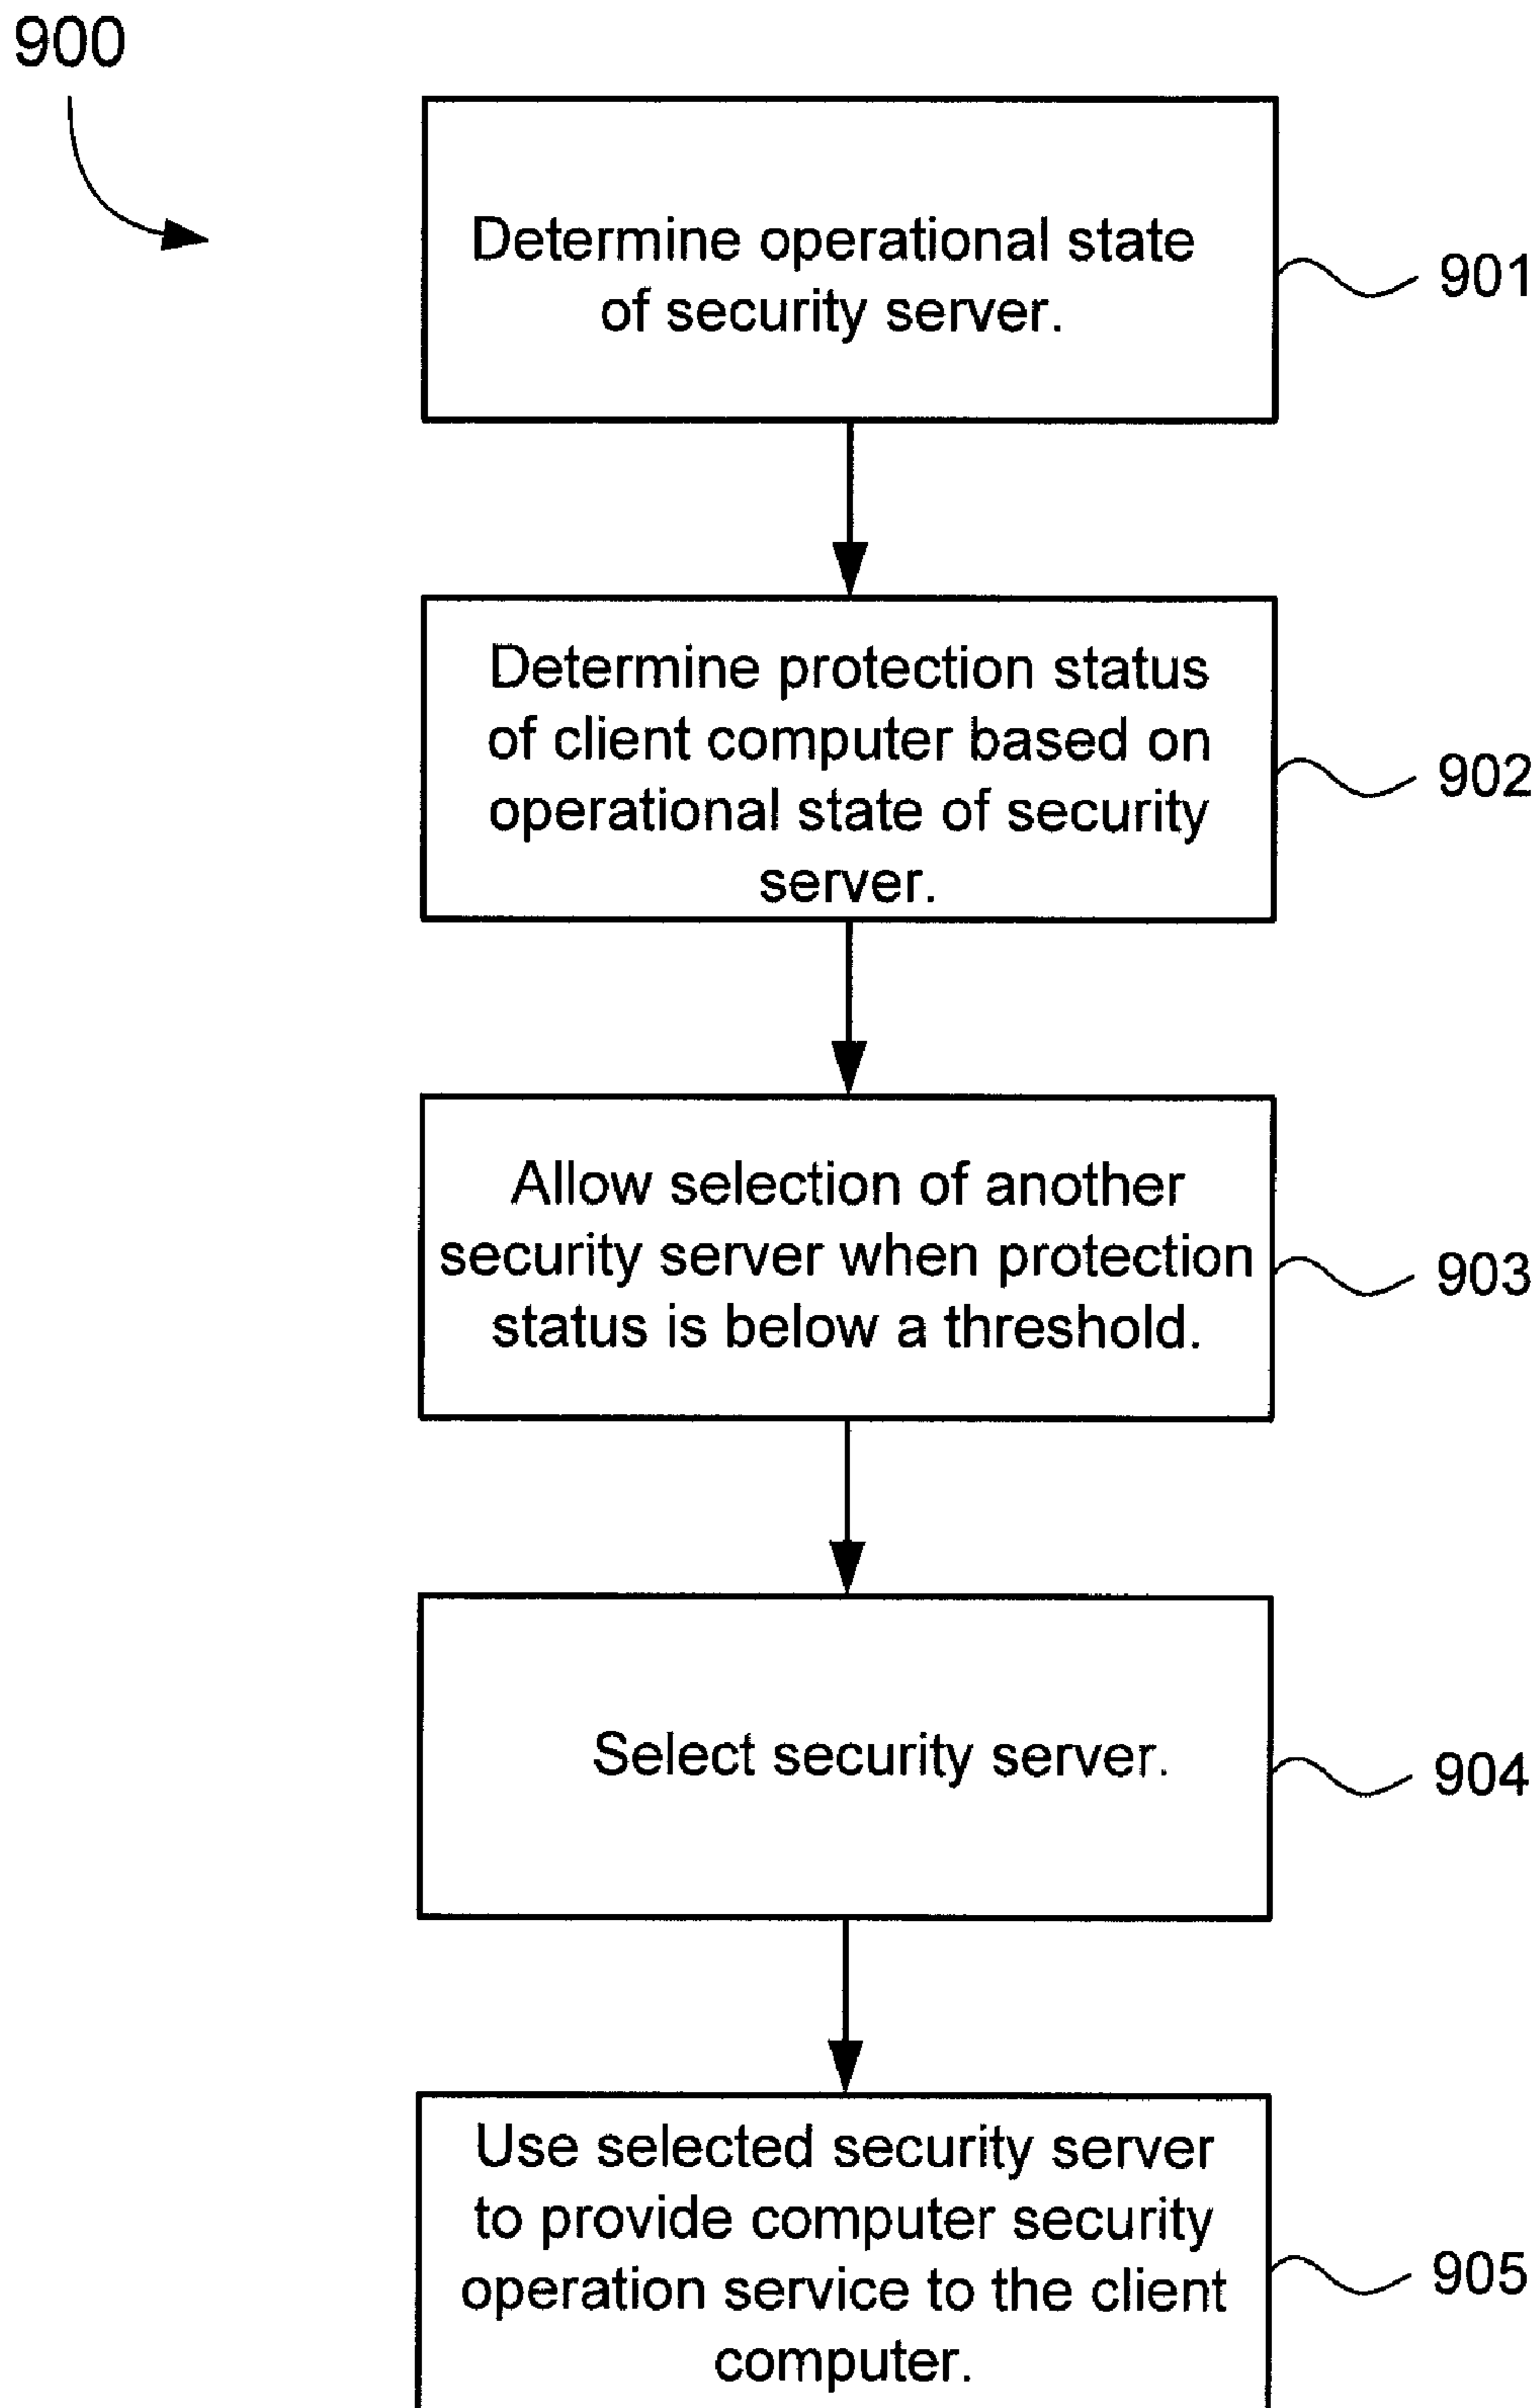 900
Determine operational state
of security server.
901
Determine protection status
of client computer based on
operational state of security
server.
902
Allow selection of another
security server when protection
status is below a threshold.
903
Select security server.
904
Use selected security server
to provide computer security
operation service to the client
computer.
905